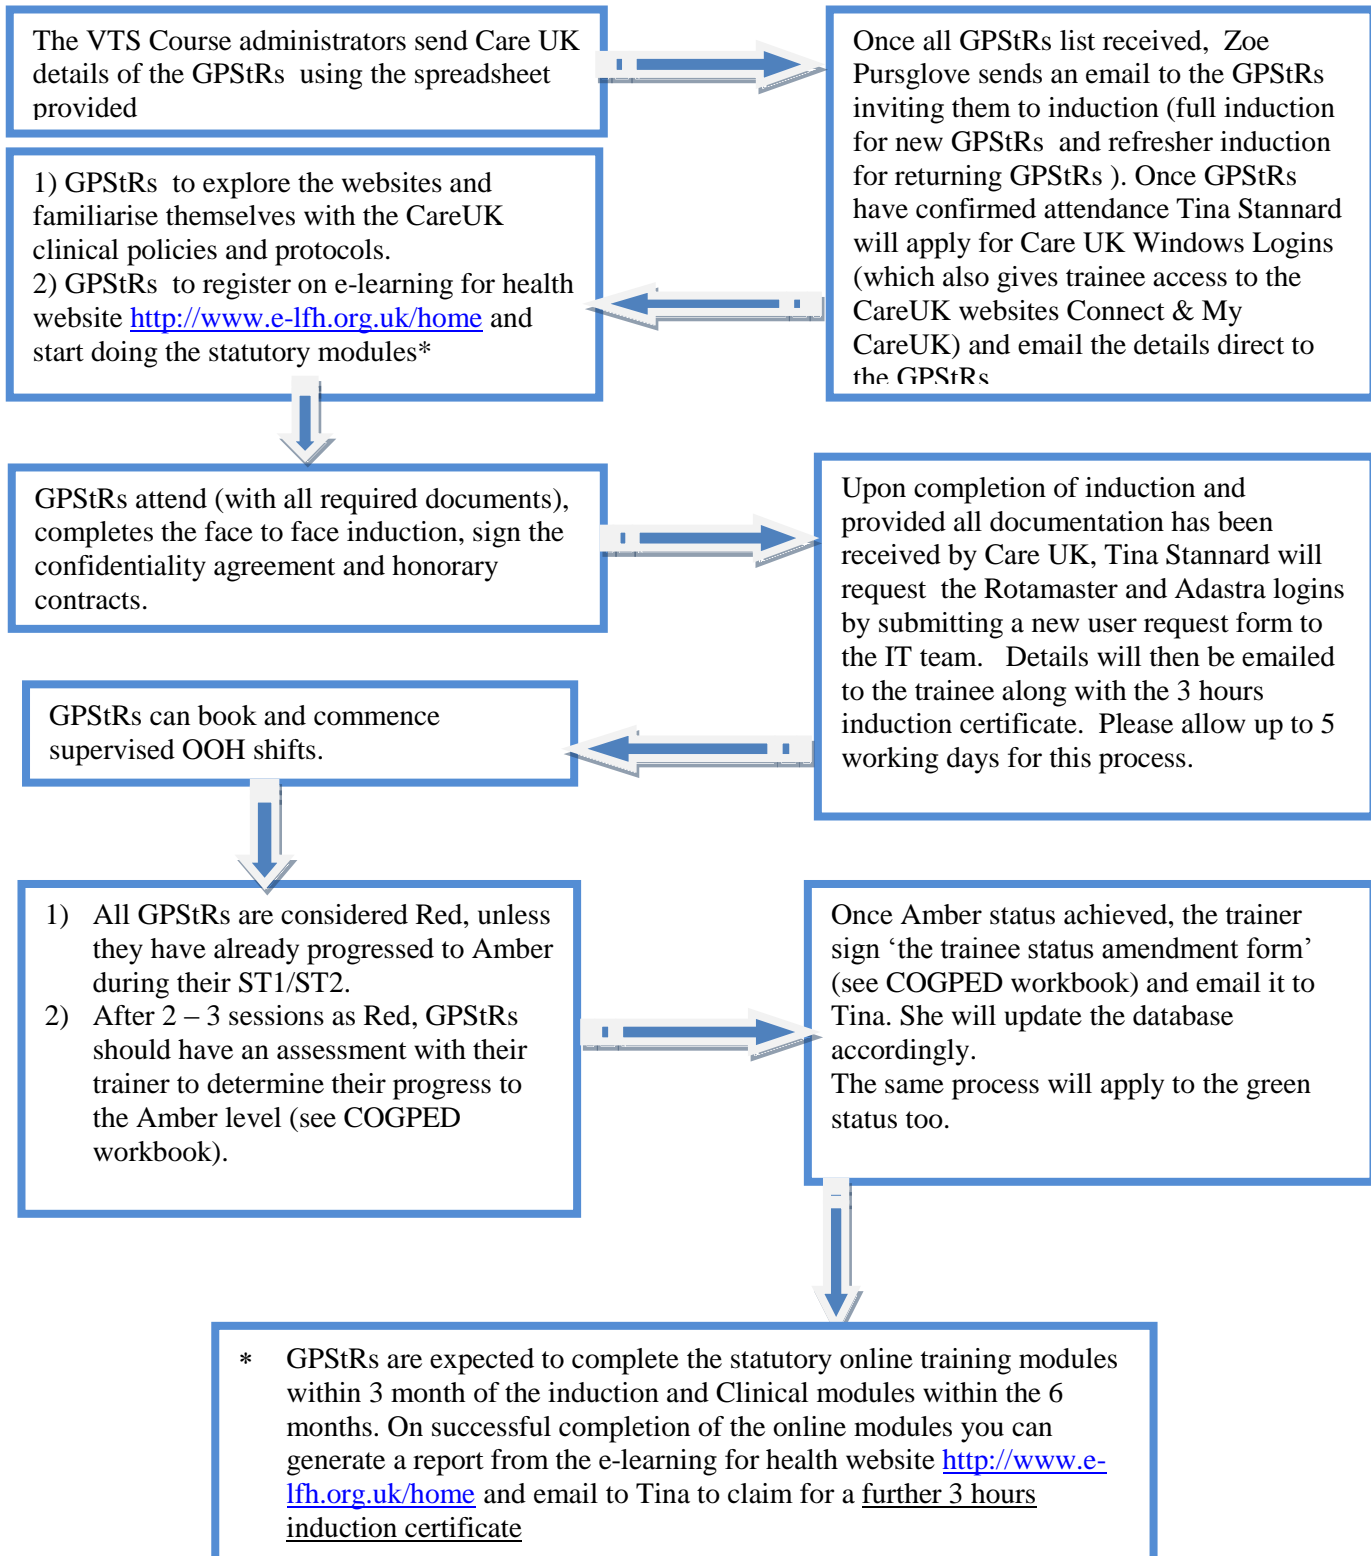 The VTS Course administrators send Care UK
details of the GPStRs  using the spreadsheet
provided
Once all GPStRs list received,  Zoe
Pursglove sends an email to the GPStRs
inviting them to induction (full induction
for new GPStRs  and refresher induction
for returning GPStRs ). Once GPStRs
have confirmed attendance Tina Stannard
will apply for Care UK Windows Logins
(which also gives trainee access to the
CareUK websites Connect & My
CareUK) and email the details direct to
the GPStRs
1) GPStRs  to explore the websites and
familiarise themselves with the CareUK
clinical policies and protocols.
2) GPStRs  to register on e-learning for health
website http://www.e-lfh.org.uk/home and
start doing the statutory modules*
GPStRs attend (with all required documents),
completes the face to face induction, sign the
confidentiality agreement and honorary
contracts.
Upon completion of induction and
provided all documentation has been
received by Care UK, Tina Stannard will
request  the Rotamaster and Adastra logins
by submitting a new user request form to
the IT team.   Details will then be emailed
to the trainee along with the 3 hours
induction certificate.  Please allow up to 5
working days for this process.
GPStRs can book and commence
supervised OOH shifts.
1) All GPStRs are considered Red, unless
they have already progressed to Amber
during their ST1/ST2.
2) After 2 – 3 sessions as Red, GPStRs
should have an assessment with their
trainer to determine their progress to
the Amber level (see COGPED
workbook).
Once Amber status achieved, the trainer
sign ‘the trainee status amendment form’
(see COGPED workbook) and email it to
Tina. She will update the database
accordingly.
The same process will apply to the green
status too.
* GPStRs are expected to complete the statutory online training modules
within 3 month of the induction and Clinical modules within the 6
months. On successful completion of the online modules you can
generate a report from the e-learning for health website http://www.e-
lfh.org.uk/home and email to Tina to claim for a further 3 hours
induction certificate